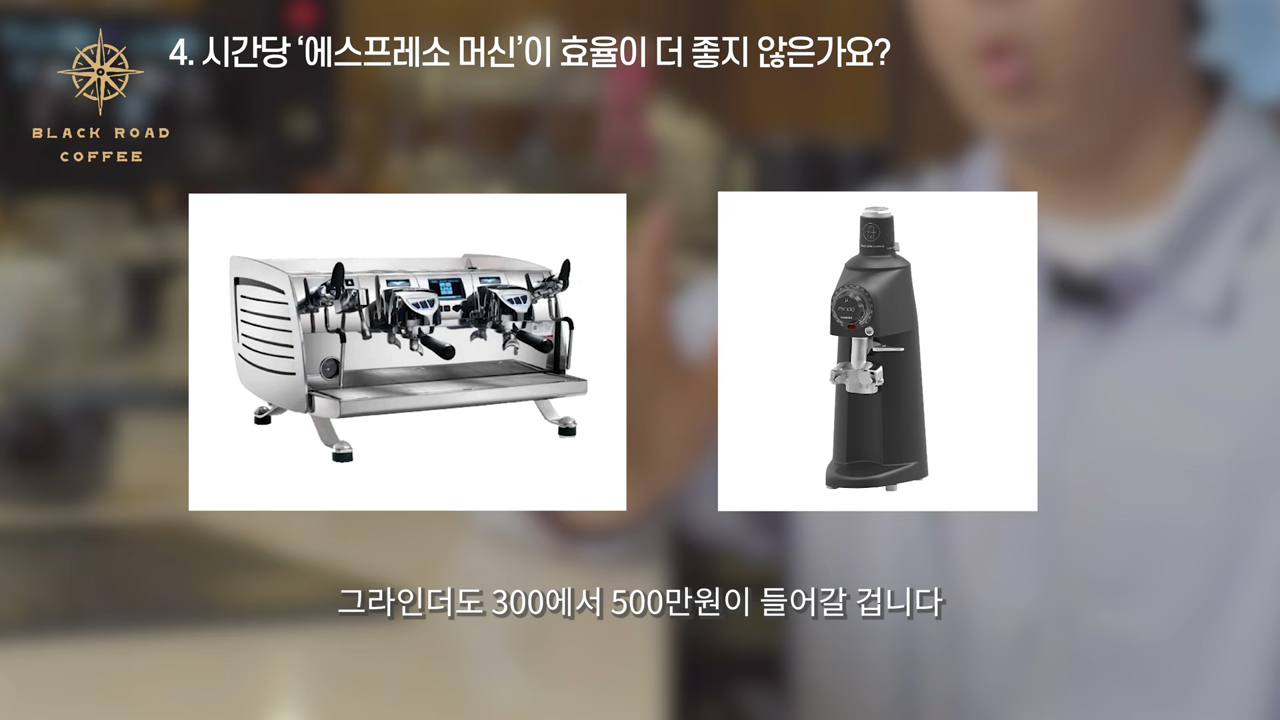 4. 시간당 ‘에스프레소 머신’이 효율이 더 좋지 않은가요?
BLACK ROAD
COFFEE
그라인더도 300에서 500만원이 들어갈 겁니다